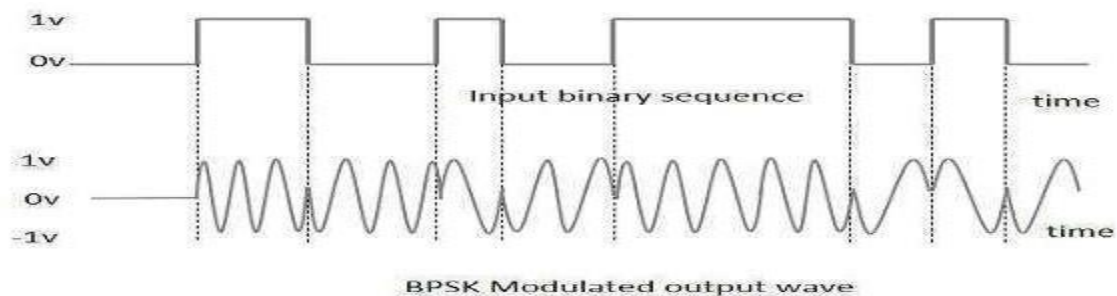 1v
0v
Input binary sequence
time
1v
0v
-1v
time
BPSK Modulated output wave